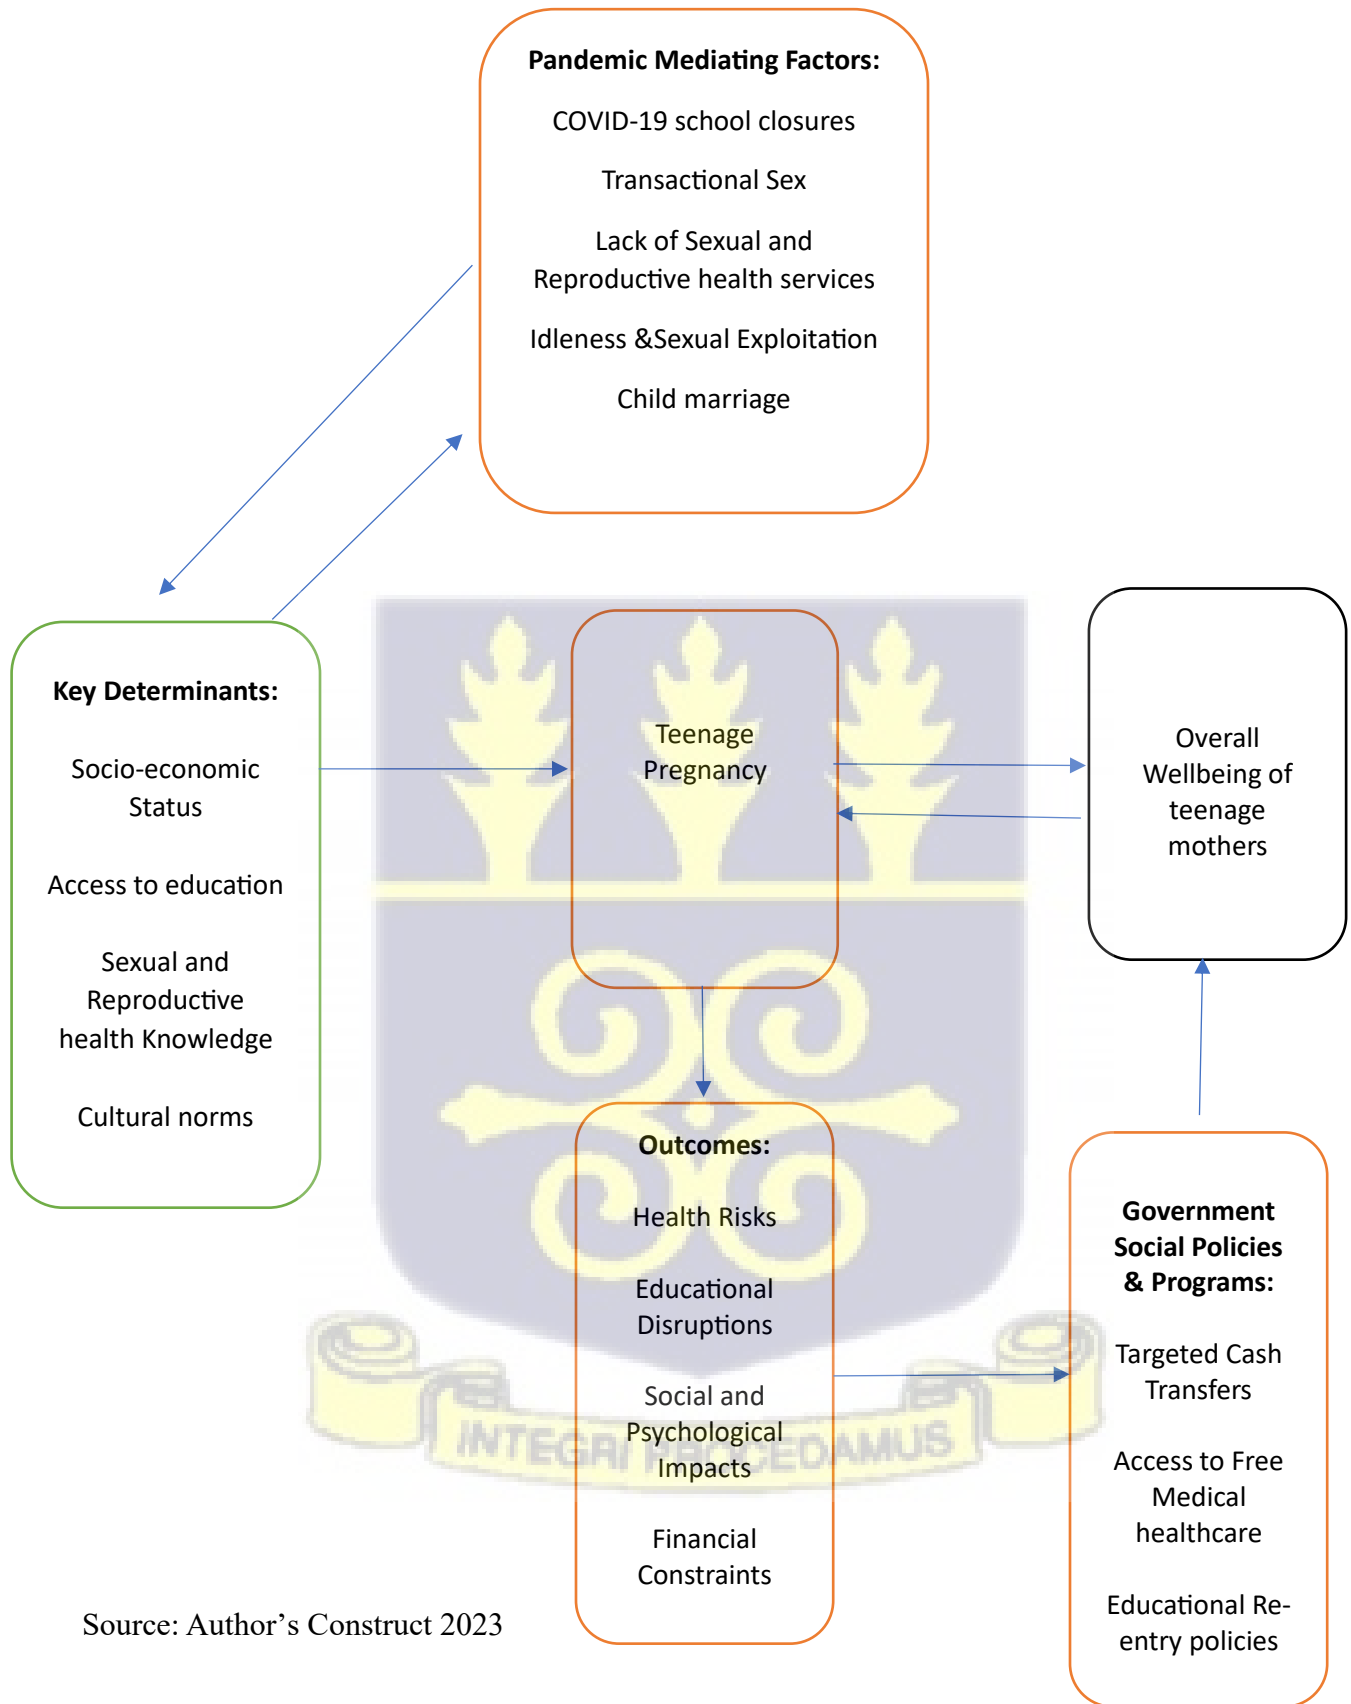 Pandemic Mediating Factors:
COVID-19 school closures
Transactional Sex
Lack of Sexual and
Reproductive health services
Idleness &Sexual Exploitation
Child marriage
Key Determinants:
Socio-economic
Status
Access to education
Sexual and
Reproductive
health Knowledge
Cultural norms
Teenage
Pregnancy
Overall
Wellbeing of
teenage
mothers
Outcomes:
Health Risks
Educational
Disruptions
Social and
Psychological
Impacts
Financial
Constraints
Government
Social Policies
& Programs:
Targeted Cash
Transfers
Access to Free
Medical
healthcare
Educational Re-
entry policies
INTEGRI PROCEDAMUS
Source: Author’s Construct 2023